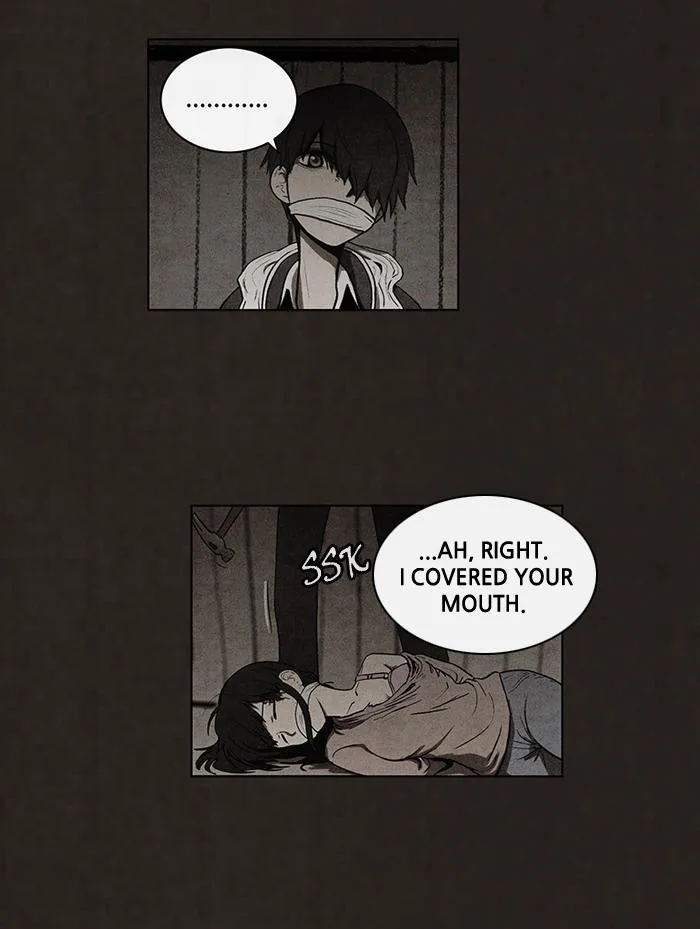 ............
SSK
...AH, RIGHT.
I COVERED YOUR
MOUTH.